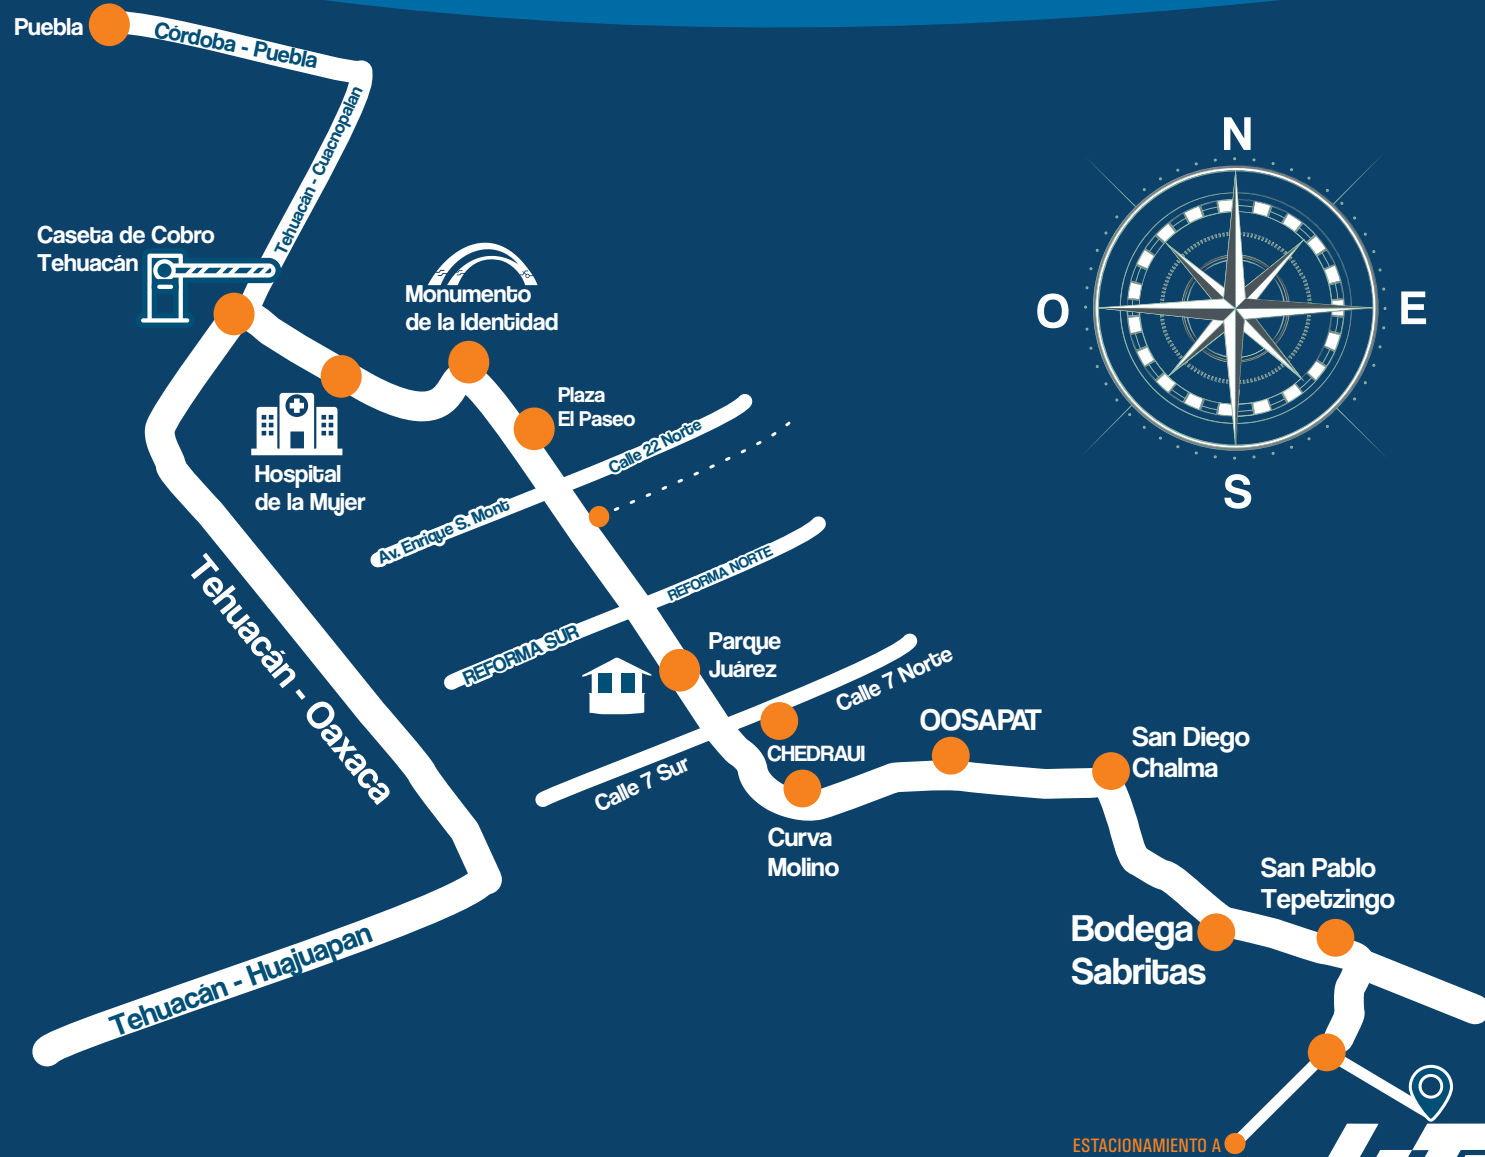 Puebla
Córdoba - Puebla
Tehuacán - Cuacnopalan
N
Caseta de Cobro
Tehuacán
Monumento
de la Identidad
O
E
Plaza
El Paseo
Calle 22 Norte
Hospital
de la Mujer
S
Av. Enrique S. Mont
REFORMA NORTE
Tehuacán - Oaxaca
REFORMA SUR
Parque
Juárez
Calle 7 Norte
OOSAPAT
San Diego
Chalma
CHEDRAUI
Calle 7 Sur
Curva
Molino
San Pablo
Tepetzingo
Bodega
Sabritas
Tehuacán - Huajuapan
ESTACIONAMIENTO A